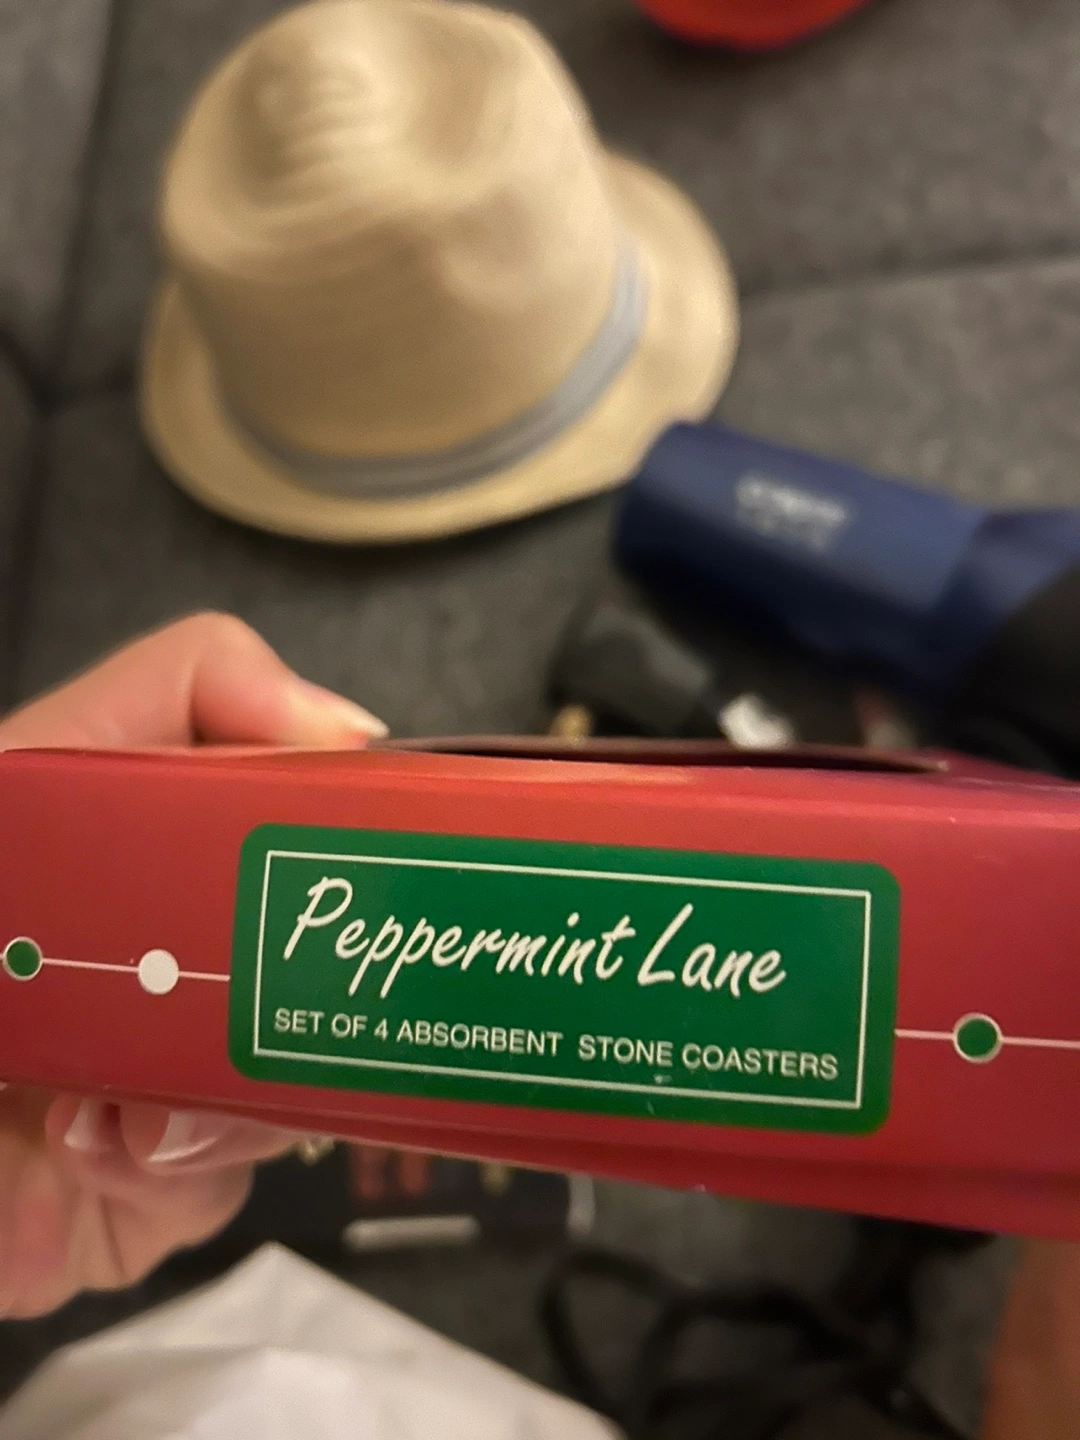 Peppermint Lane
SET OF 4 ABSORBENT STONE COASTERS